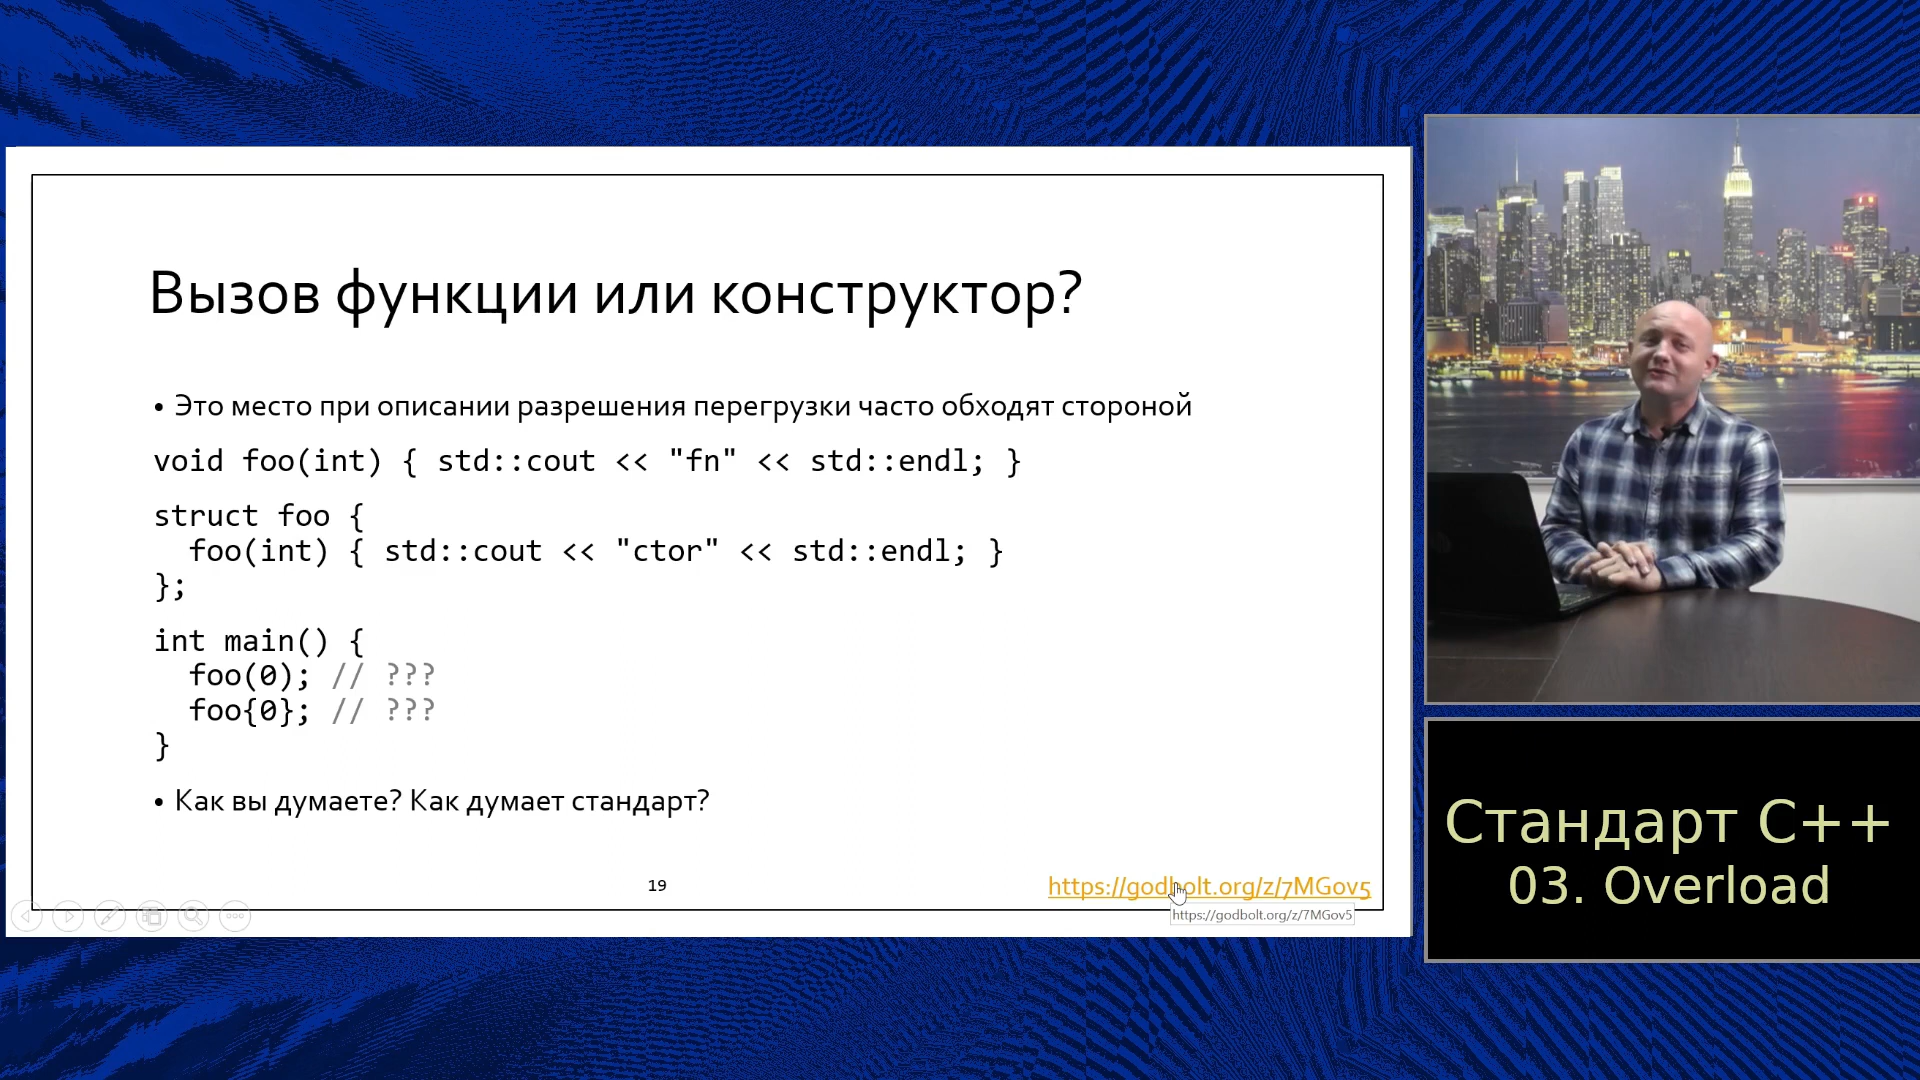 Вызов функции или конструктор?
• Это место при описании разрешения перегрузки часто обходят стороной
void foo(int) { std::cout << "fn" << std::endl; }
struct foo {
  foo(int) { std::cout << "ctor" << std::endl; }
};
int main() {
  foo(0); // ???
  foo{0}; // ???
}
• Как вы думаете? Как думает стандарт?
19
https://godbolt.org/z/7MGov5
https://godbolt.org/z/7MGov5
Стандарт C++
03. Overload